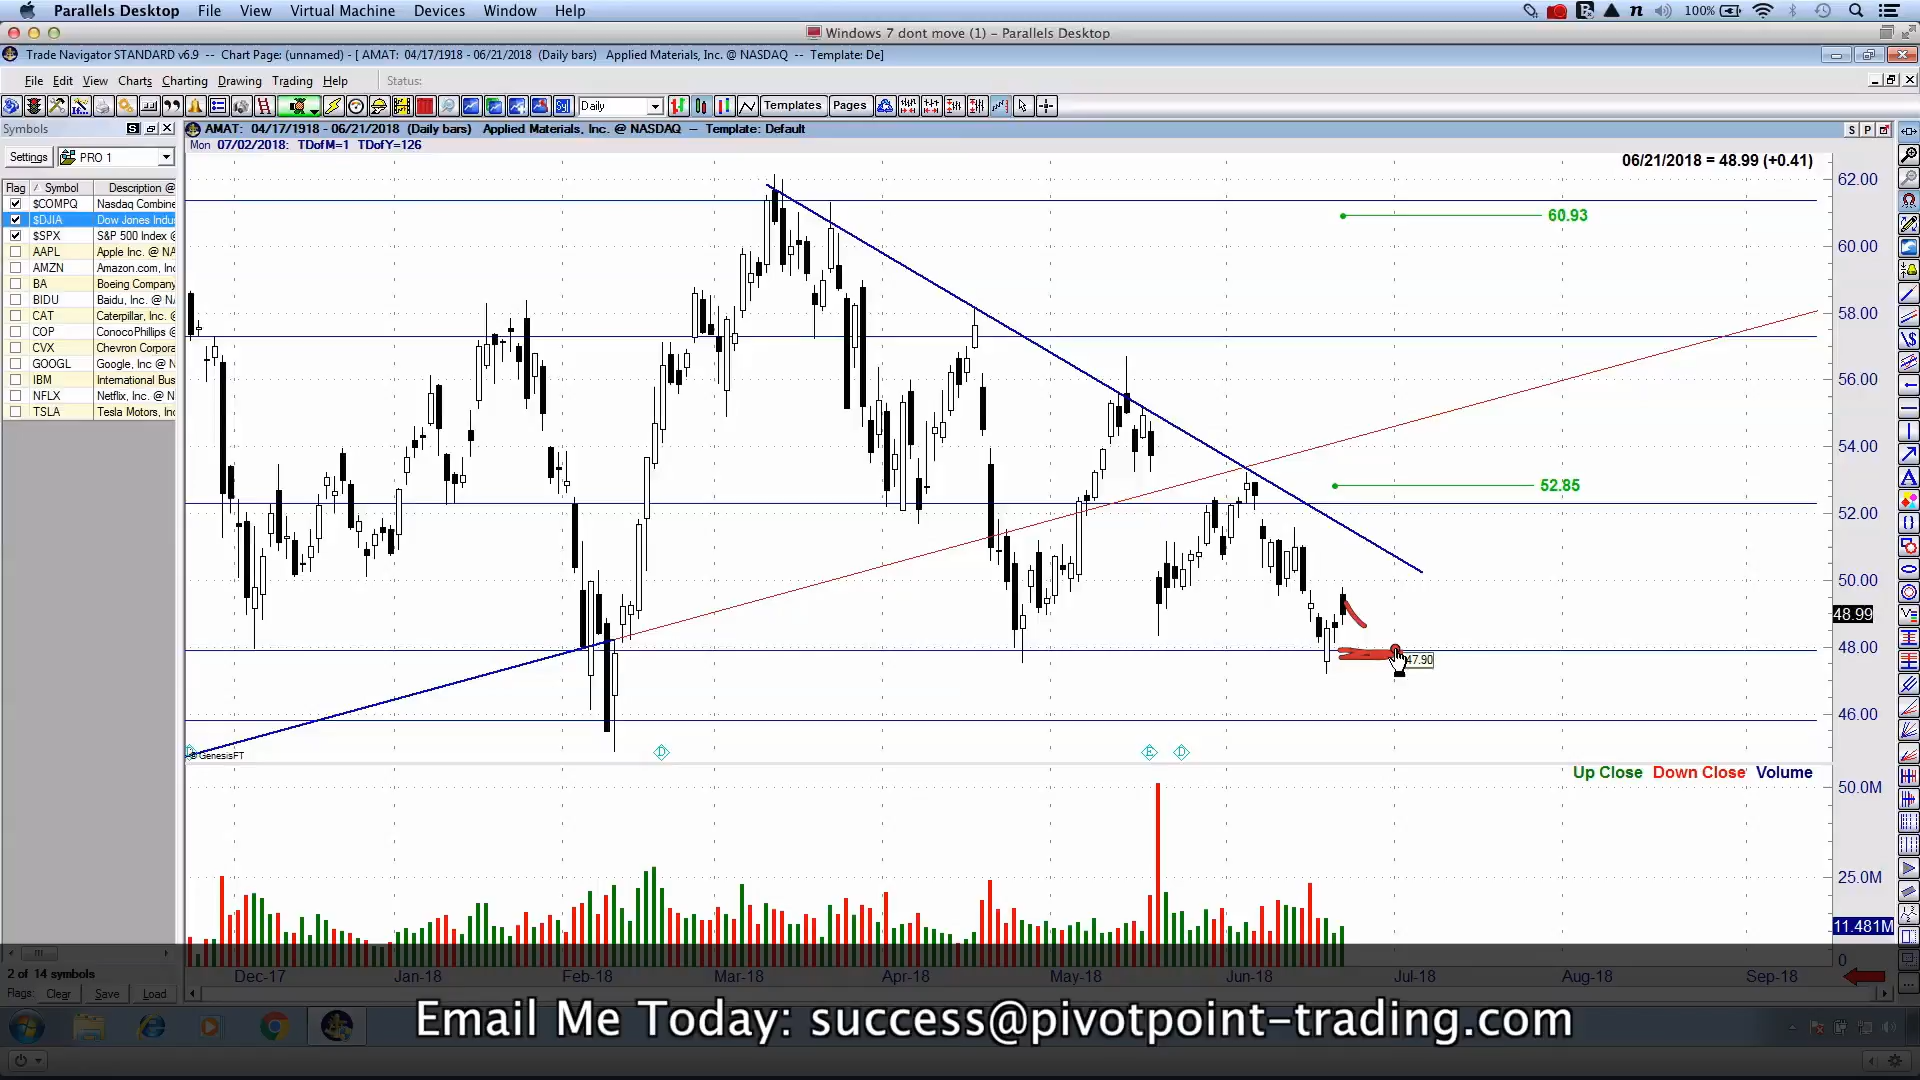 Parallels Desktop File View Virtual Machine Devices Window Help 100%
Windows 7 dont move (1) - Parallels Desktop
Trade Navigator STANDARD v6.9 -- Chart Page: (unnamed) - [ AMAT: 04/17/1918 - 06/21/2018 (Daily bars) Applied Materials, Inc. @ NASDAQ -- Template: De]
File Edit View Charts Charting Drawing Trading Help Status:
Daily Templates Pages
Symbols S
AMAT: 04/17/1918 - 06/21/2018 (Daily bars) Applied Materials, Inc. @ NASDAQ -- Template: Default S P
Mon 07/02/2018: TDofM=1 TDofY=126
Settings PRO 1
06/21/2018 = 48.99 (+0.41)
Flag Symbol Description @
$COMPQ Nasdaq Combine
$DJIA Dow Jones Indu
$SPX S&P 500 Index @
AAPL Apple Inc. @ NA
AMZN Amazon.com, Inc
BA Boeing Company
BIDU Baidu, Inc. @ NA
CAT Caterpillar, Inc. @
COP ConocoPhillips @
CVX Chevron Corpora
GOOGL Google, Inc @ N
IBM International Bus
NFLX Netflix, Inc. @ N
TSLA Tesla Motors, Inc
62.00
60.93
60.00
58.00
56.00
54.00
52.85
52.00
50.00
48.99
48.00
47.90
46.00
D E D
GenesisFT
Up Close Down Close Volume
50.0M
25.0M
11.481M
0
2 of 14 symbols
Dec-17 Jan-18 Feb-18 Mar-18 Apr-18 May-18 Jun-18 Jul-18 Aug-18 Sep-18
Flags: Clear Save Load
Email Me Today: success@pivotpoint-trading.com